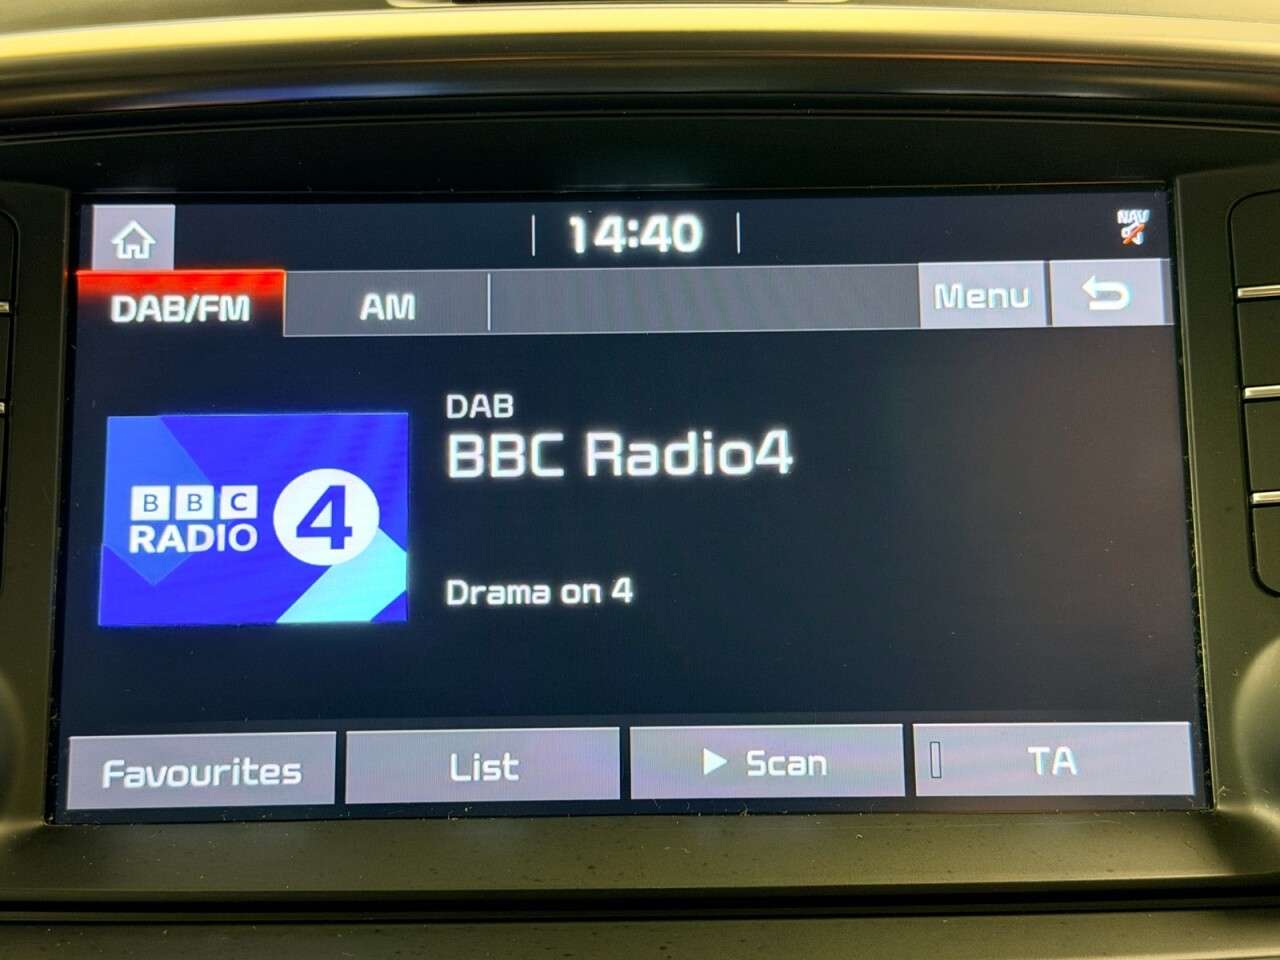 14:40
NAV
DAB/FM
AM
Menu
DAB
BBC Radio4
BBC
RADIO 4
Drama on 4
Favourites
List
Scan
TA